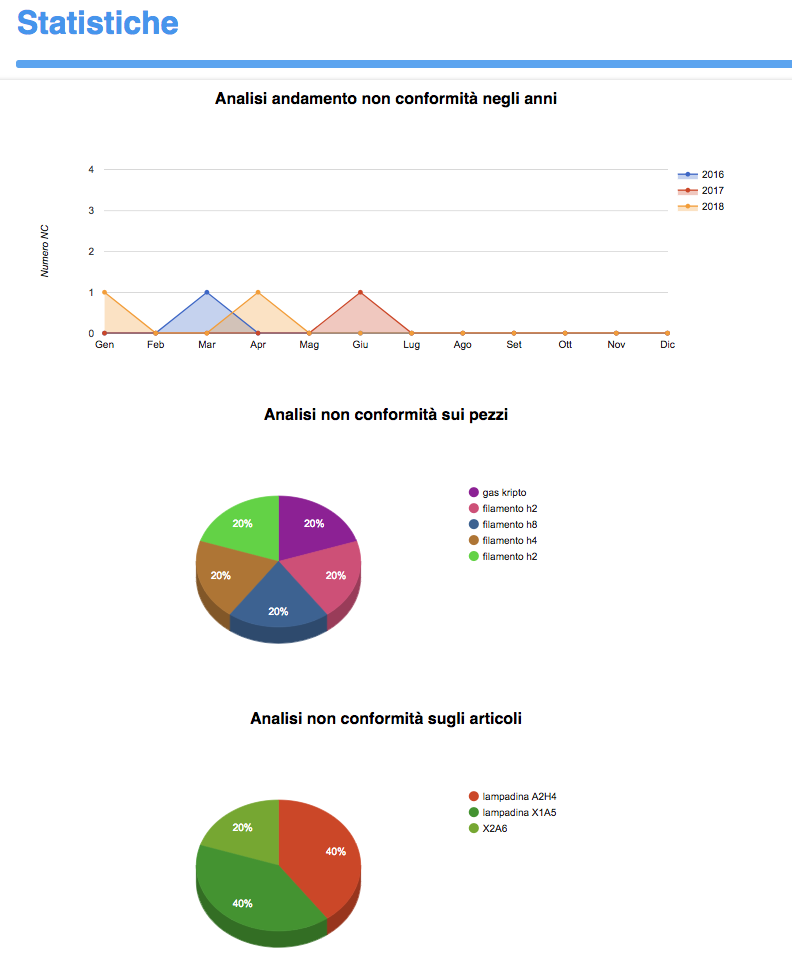 Statistiche
Analisi andamento non conformità negli anni
4
3
2
1
0
Numero NC
Gen Feb Mar Apr Mag Giu Lug Ago Set Ott Nov Dic
2016
2017
2018
Analisi non conformità sui pezzi
20% 20%
20% 20%
20%
gas kripto
filamento h2
filamento h8
filamento h4
filamento h2
Analisi non conformità sugli articoli
20%
40%
40%
lampadina A2H4
lampadina X1A5
X2A6